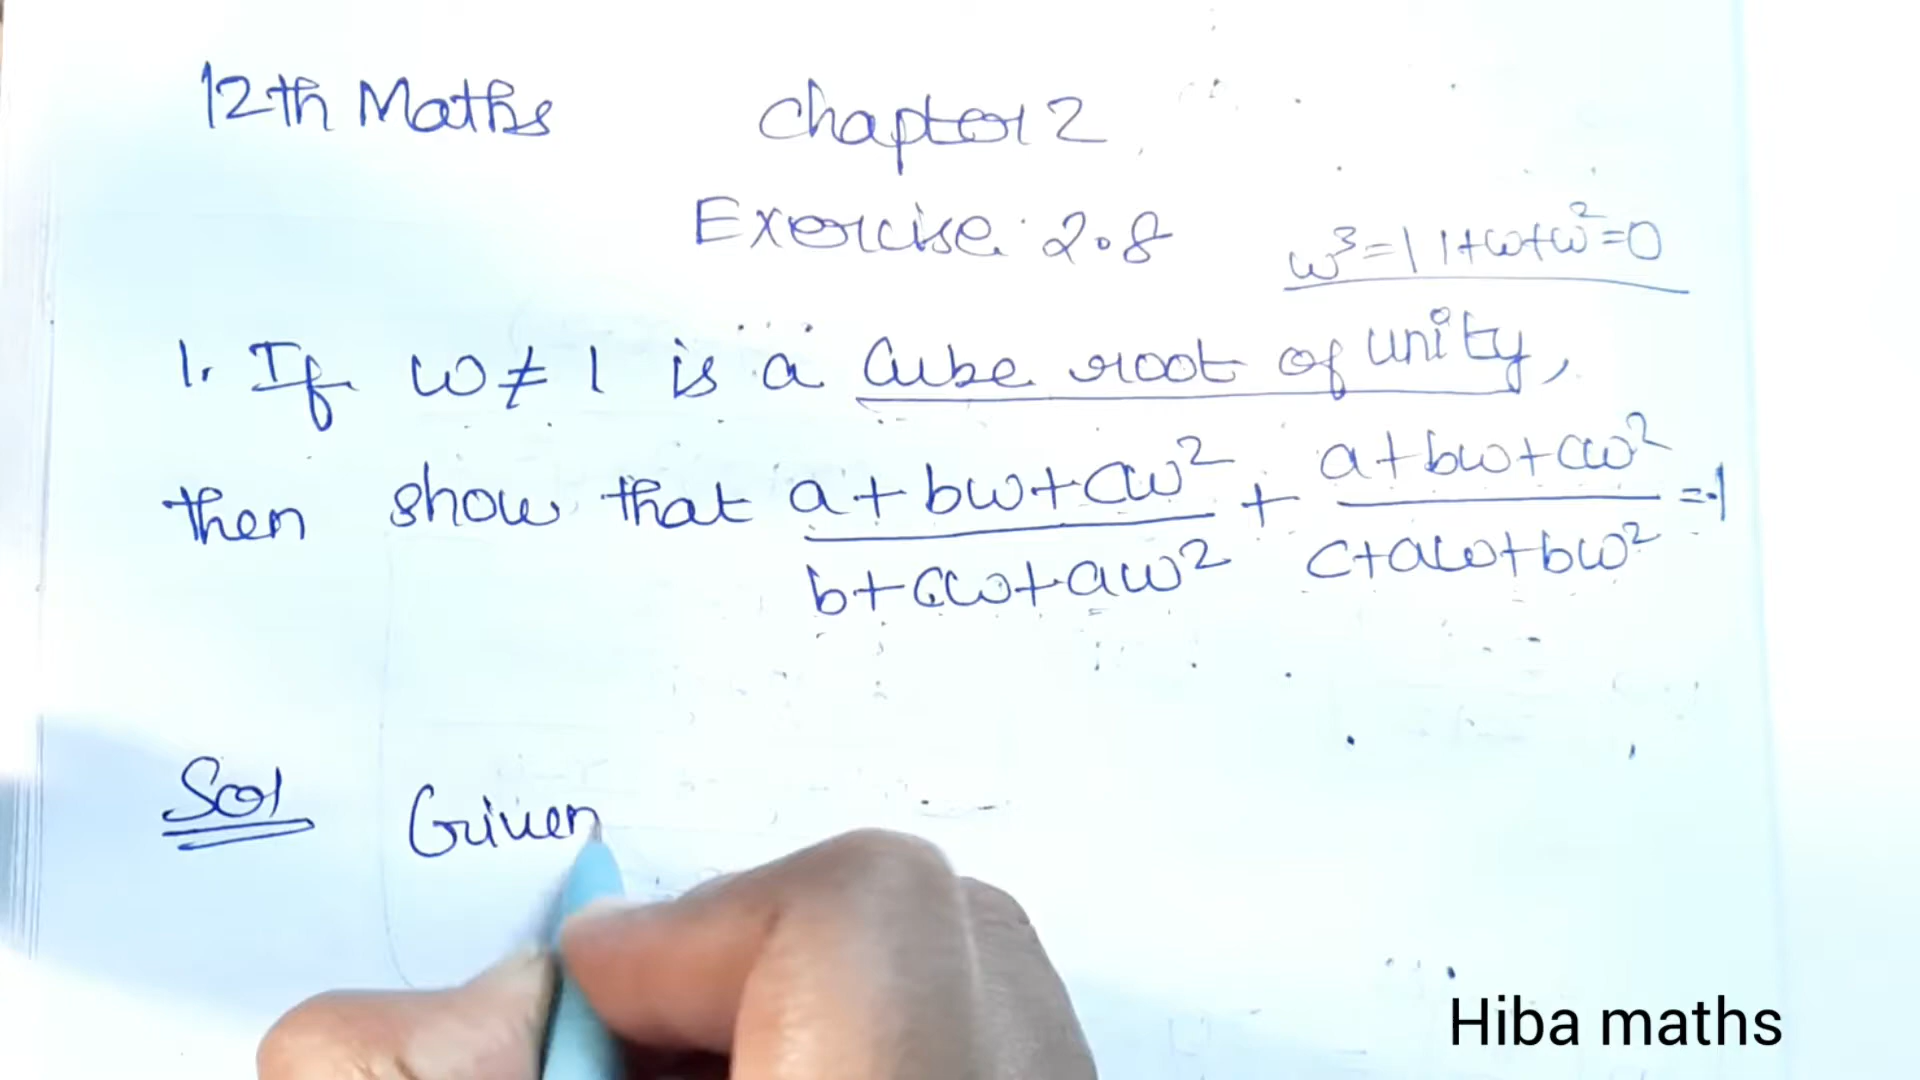 12th Maths Chapter 2
Exercise: 2.8
ω³=1 1+ω+ω²=0
1. If ω≠1 is a Cube root of unity,
then show that (a+bω+cω²)/(b+cω+aω²) + (a+bω+cω²)/(c+aω+bω²) =-1
Sol Given
Hiba maths